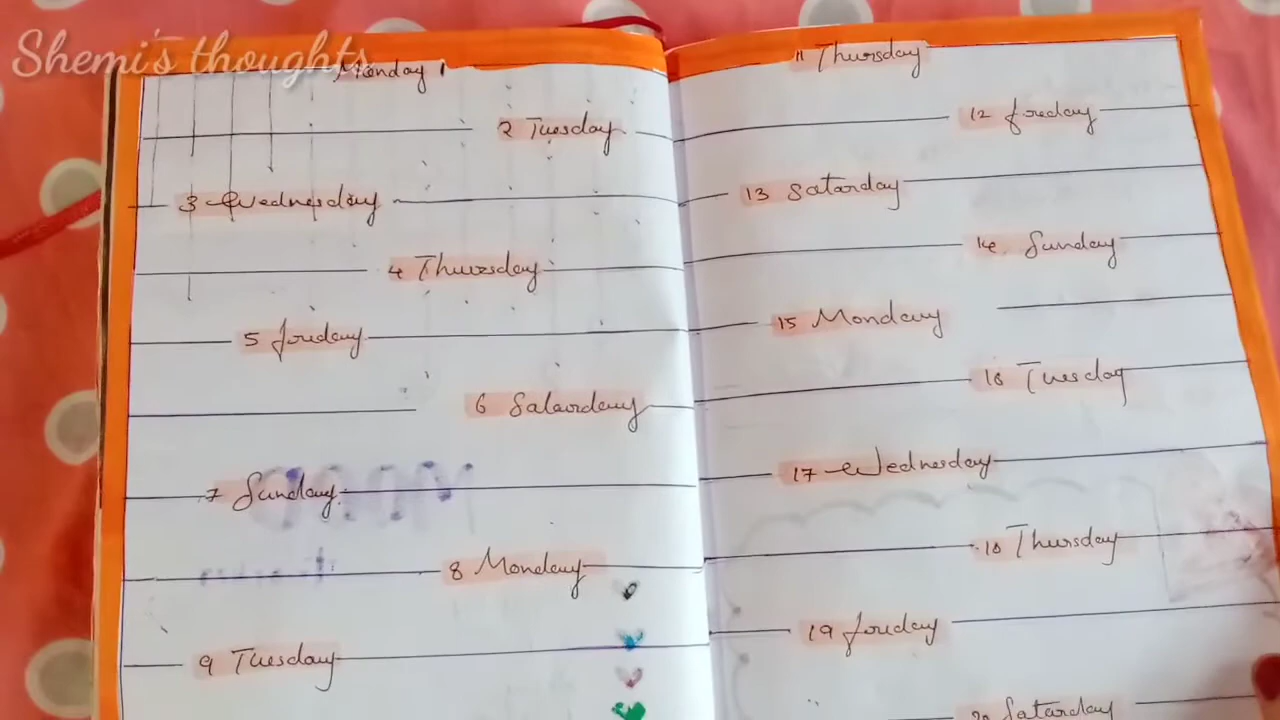 Shemi's thoughts
Monday 1
2 Tuesday
3 Wednesday
4 Thursday
5 friday
6 Saturday
7 Sunday
8 Monday
9 Tuesday
11 Thursday
12 friday
13 Saturday
14 Sunday
15 Monday
16 Tuesday
17 Wednesday
18 Thursday
19 friday
20 Saturday